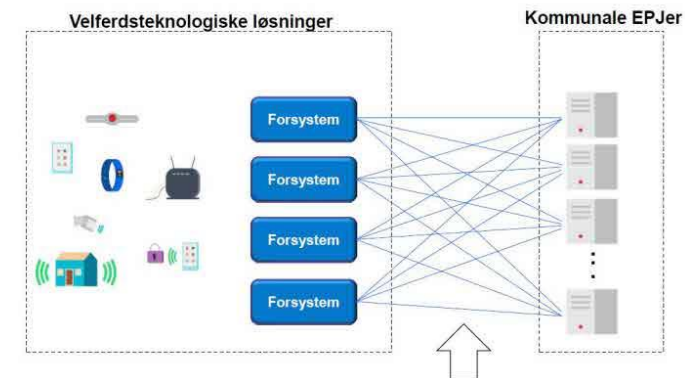 Velferdsteknologiske løsninger
Kommunale EPJer
Forsystem
Forsystem
Forsystem
Forsystem